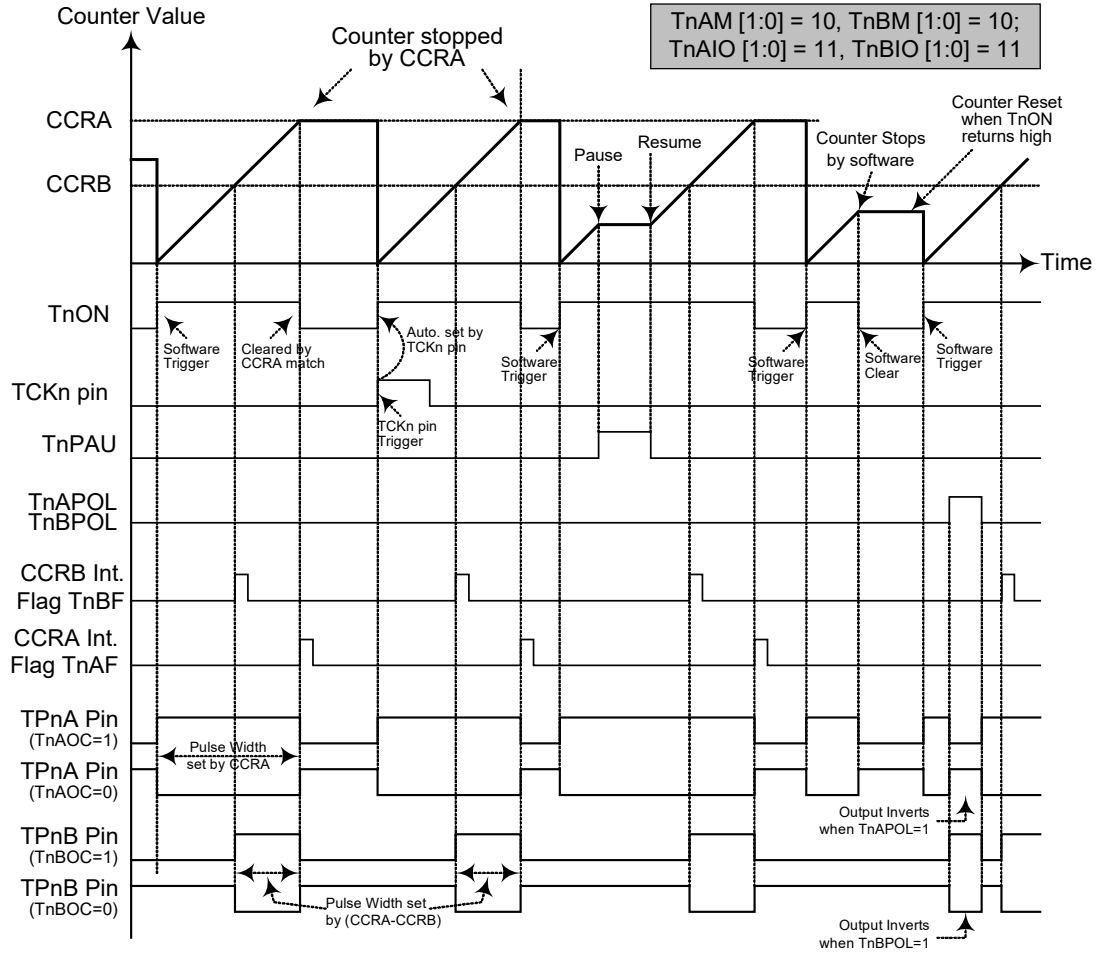 Counter Value
TnAM [1:0] = 10, TnBM [1:0] = 10;
TnAIO [1:0] = 11, TnBIO [1:0] = 11
Counter stopped
by CCRA
CCRA
CCRB
Pause
Resume
Counter Stops
by software
Counter Reset
when TnON
returns high
Time
TnON
Software
Trigger
Cleared by
CCRA match
Auto. set by
TCKn pin
Software
Trigger
Software
Trigger
Software
Clear
Software
Trigger
TCKn pin
TCKn pin
Trigger
TnPAU
TnAPOL
TnBPOL
CCRB Int.
Flag TnBF
CCRA Int.
Flag TnAF
TPnA Pin
(TnAOC=1)
Pulse Width
set by CCRA
TPnA Pin
(TnAOC=0)
Output Inverts
when TnAPOL=1
TPnB Pin
(TnBOC=1)
TPnB Pin
(TnBOC=0)
Pulse Width set
by (CCRA-CCRB)
Output Inverts
when TnBPOL=1